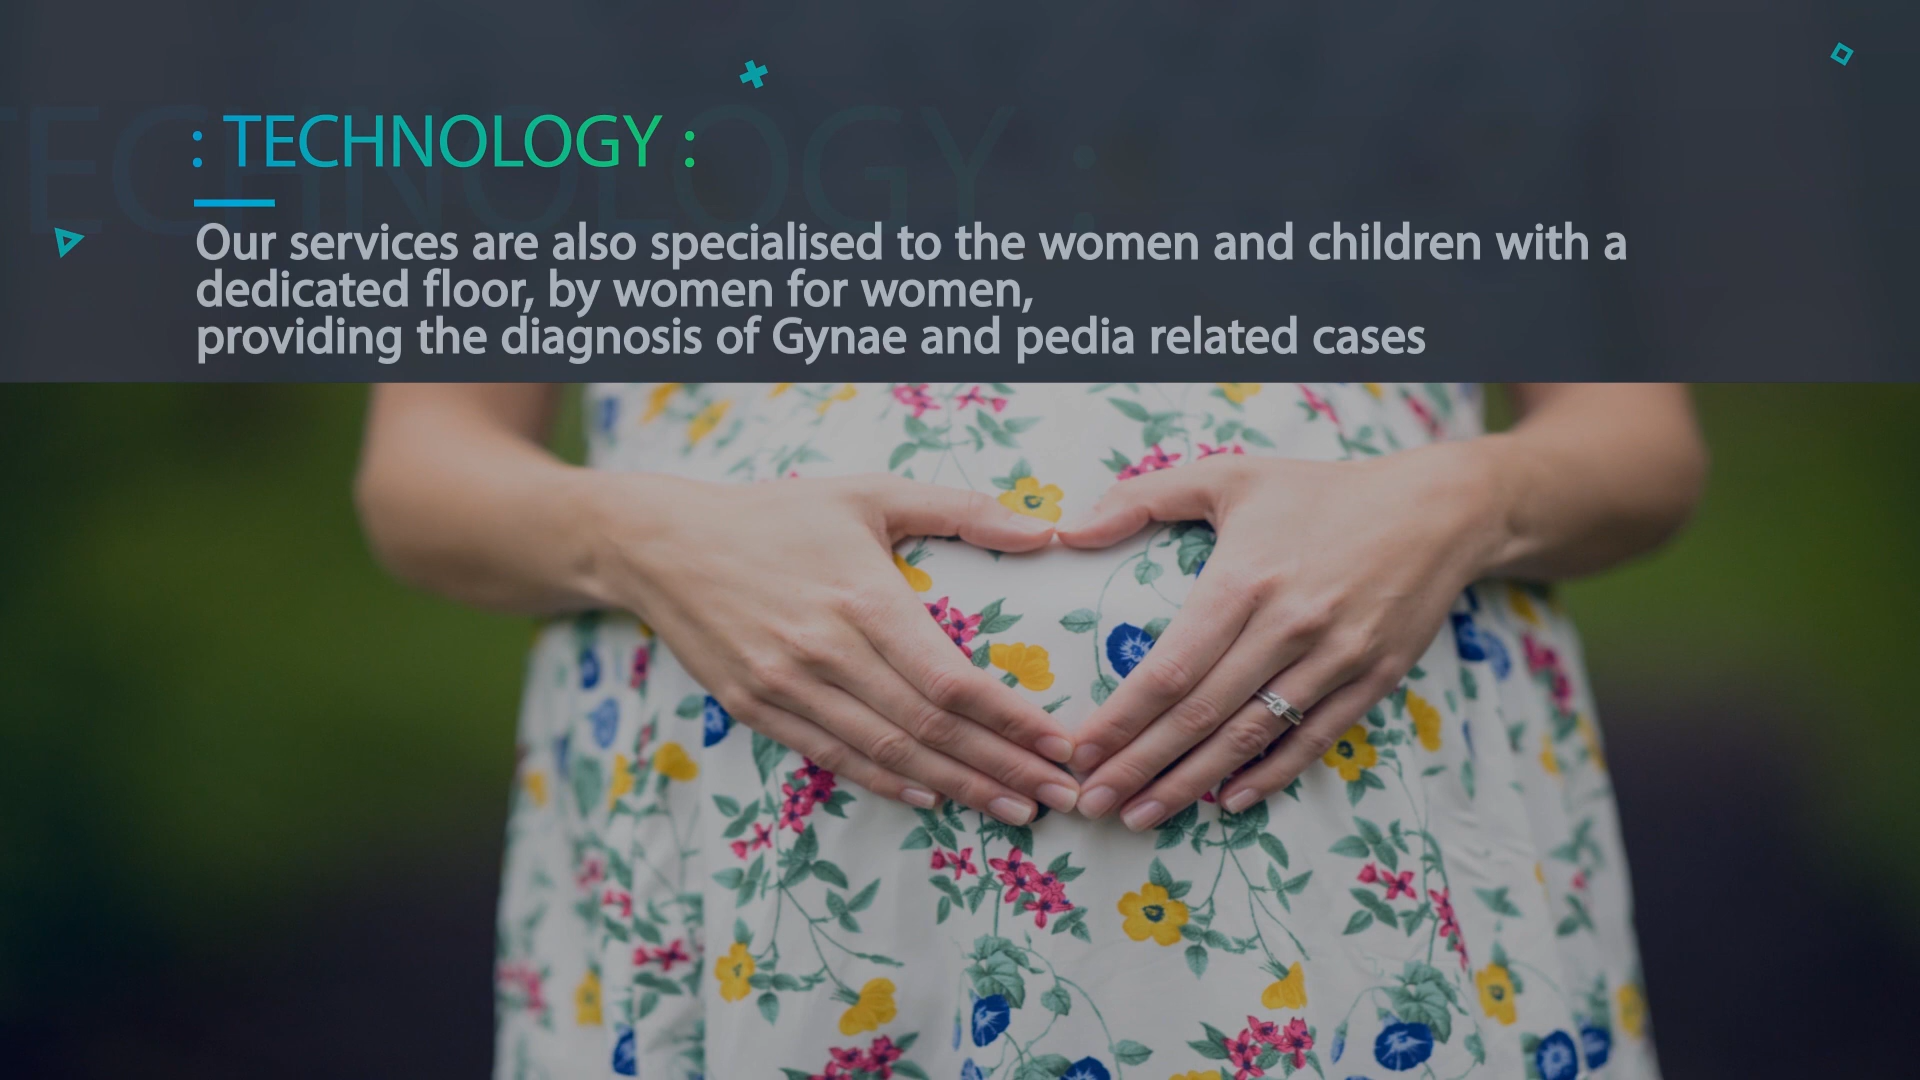 : TECHNOLOGY :
Our services are also specialised to the women and children with a
dedicated floor, by women for women,
providing the diagnosis of Gynae and pedia related cases